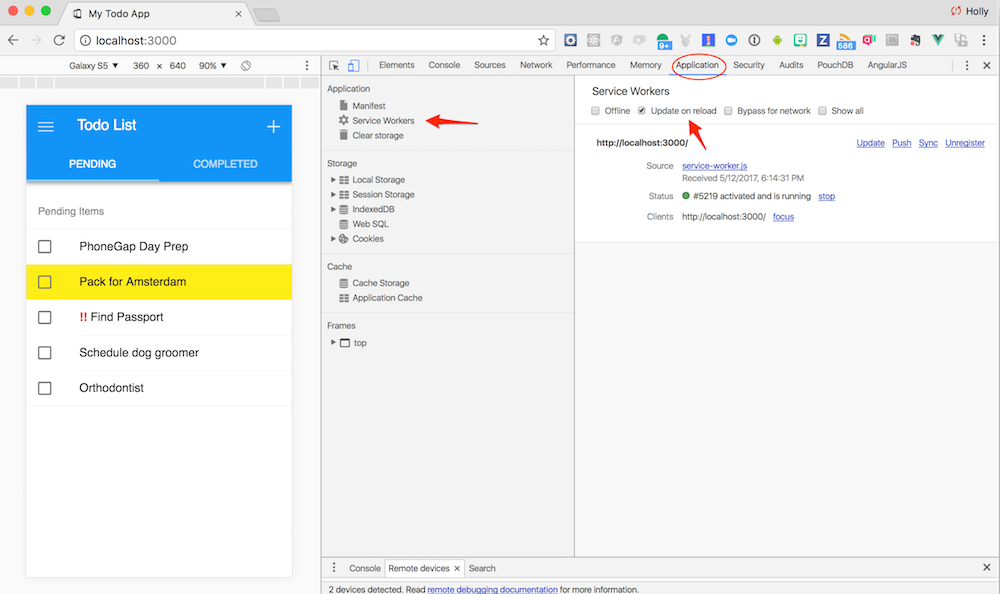 My Todo App
Holly
localhost:3000
9+
586
Galaxy S5 360 × 640 90%
Elements Console Sources Network Performance Memory Application Security Audits PouchDB AngularJS
Todo List
PENDING COMPLETED
Pending Items
PhoneGap Day Prep
Pack for Amsterdam
!! Find Passport
Schedule dog groomer
Orthodontist
Application
Manifest
Service Workers
Clear storage
Storage
Local Storage
Session Storage
IndexedDB
Web SQL
Cookies
Cache
Cache Storage
Application Cache
Frames
top
Service Workers
Offline Update on reload Bypass for network Show all
http://localhost:3000/ Update Push Sync Unregister
Source service-worker.js
Received 5/12/2017, 6:14:31 PM
Status #5219 activated and is running stop
Clients http://localhost:3000/ focus
Console Remote devices × Search
2 devices detected. Read remote debugging documentation for more information.